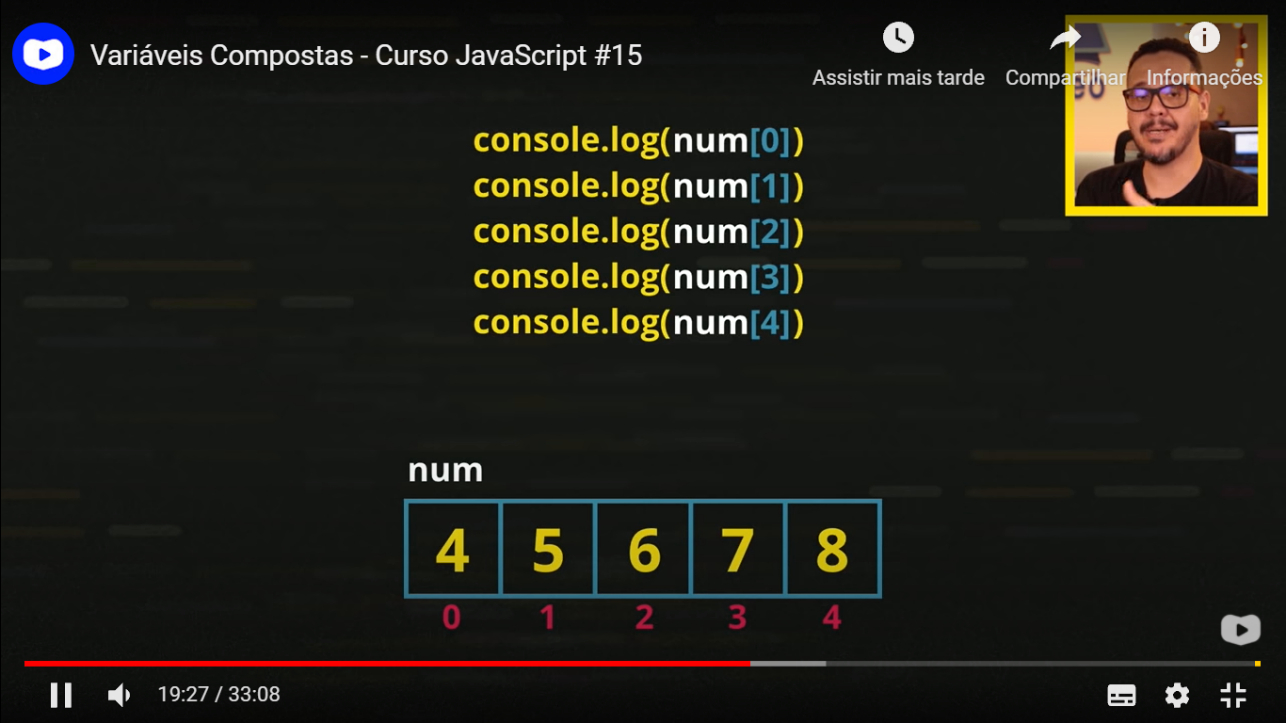 Variáveis Compostas - Curso JavaScript #15
Assistir mais tarde
Compartilhar
Informações
console.log(num[0])
console.log(num[1])
console.log(num[2])
console.log(num[3])
console.log(num[4])
num
4 5 6 7 8
0 1 2 3 4
19:27 / 33:08